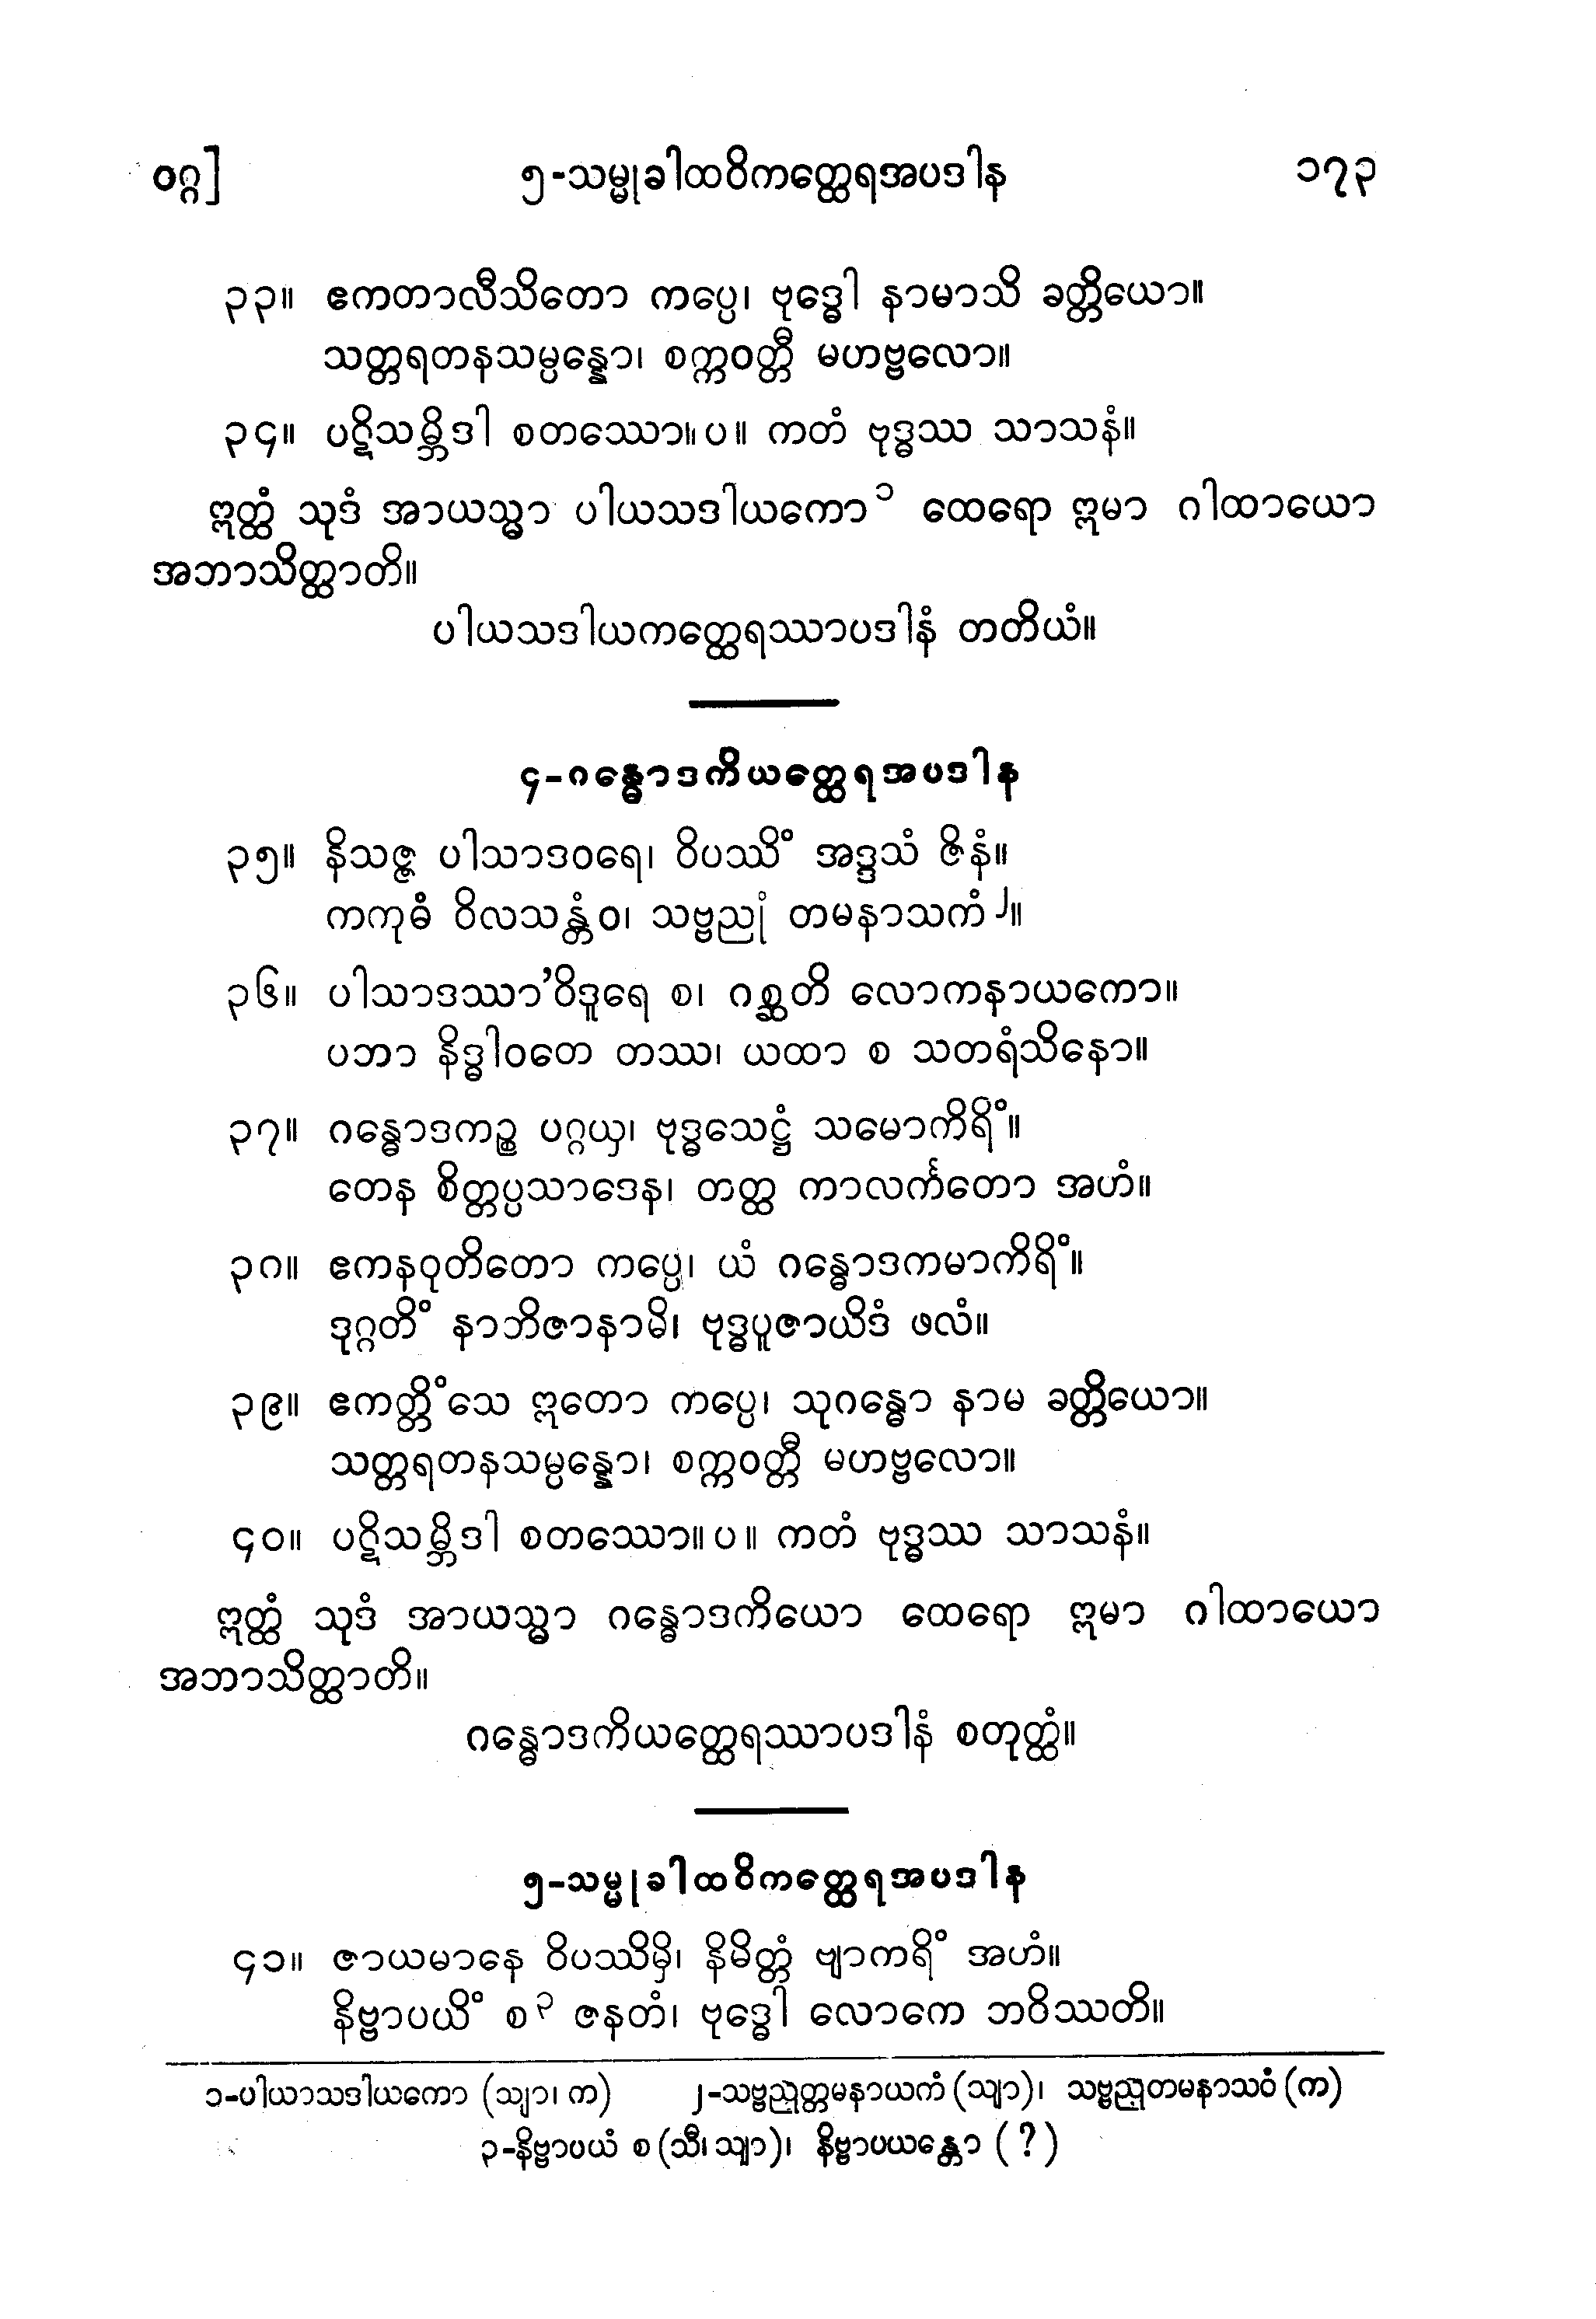 ဝဂ္ဂ] ၅-သမ္မုခါထဝိကတ္ထေရအပဒါန ၁၇၃
၃၃။ ဧကတာလီသိတော ကပ္ပေ၊ ဗုဒ္ဓေါ နာမာသိ ခတ္တိယော။
သတ္တရတနသမ္ပန္နော၊ စက္ကဝတ္တီ မဟဗ္ဗလော။
၃၄။ ပဋိသမ္ဘိဒါ စတဿော။ပ။ ကတံ ဗုဒ္ဓဿ သာသနံ။
ဣတ္ထံ သုဒံ အာယသ္မာ ပါယသဒါယကော ၁ ထေရော ဣမာ ဂါထာယော
အဘာသိတ္ထာတိ။
ပါယသဒါယကတ္ထေရဿာပဒါနံ တတိယံ။
၄-ဂန္ဓောဒကိယတ္ထေရအပဒါန
၃၅။ နိသဇ္ဇ ပါသာဒဝရေ၊ ဝိပဿိံ အဒ္ဒသံ ဇိနံ။
ကကုဓံ ဝိလသန္တံဝ၊ သဗ္ဗညုံ တမနာသကံ ၂။
၃၆။ ပါသာဒဿာ’ဝိဒူရေ စ၊ ဂစ္ဆတိ လောကနာယကော။
ပဘာ နိဒ္ဓါဝတေ တဿ၊ ယထာ စ သတရံသိနော။
၃၇။ ဂန္ဓောဒကဉ္စ ပဂ္ဂယှ၊ ဗုဒ္ဓသေဋ္ဌံ သမောကိရိံ။
တေန စိတ္တပ္ပသာဒေန၊ တတ္ထ ကာလင်္ကတော အဟံ။
၃၈။ ဧကနဝုတိတော ကပ္ပေ၊ ယံ ဂန္ဓောဒကမာကိရိံ။
ဒုဂ္ဂတိံ နာဘိဇာနာမိ၊ ဗုဒ္ဓပူဇာယိဒံ ဖလံ။
၃၉။ ဧကတ္တိံသေ ဣတော ကပ္ပေ၊ သုဂန္ဓော နာမ ခတ္တိယော။
သတ္တရတနသမ္ပန္နော၊ စက္ကဝတ္တီ မဟဗ္ဗလော။
၄၀။ ပဋိသမ္ဘိဒါ စတဿော။ပ။ ကတံ ဗုဒ္ဓဿ သာသနံ။
ဣတ္ထံ သုဒံ အာယသ္မာ ဂန္ဓောဒကိယော ထေရော ဣမာ ဂါထာယော
အဘာသိတ္ထာတိ။
ဂန္ဓောဒကိယတ္ထေရဿာပဒါနံ စတုတ္ထံ။
၅-သမ္မုခါထဝိကတ္ထေရအပဒါန
၄၁။ ဇာယမာနေ ဝိပဿိမှိ၊ နိမိတ္တံ ဗျာကရိံ အဟံ။
နိဗ္ဗာပယိံ စ ၃ ဇနတံ၊ ဗုဒ္ဓေါ လောကေ ဘဝိဿတိ။
၁-ပါယာသဒါယကော (သျာ၊ က) ၂-သဗ္ဗညုတ္တမနာယကံ (သျာ)၊ သဗ္ဗညုတမနာသဝံ (က)
၃-နိဗ္ဗာပယံ စ (သီ၊ သျာ)၊ နိဗ္ဗာပယန္တော (?)